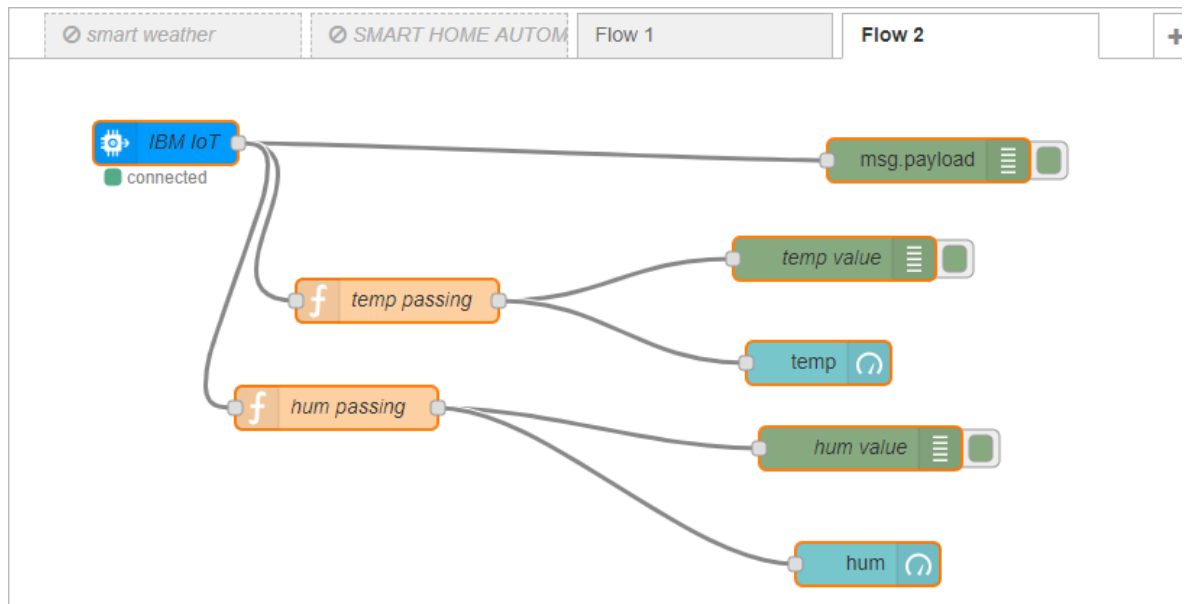 smart weather
SMART HOME AUTOM
Flow 1
Flow 2
IBM IoT
connected
msg.payload
temp value
temp passing
temp
hum passing
hum value
hum